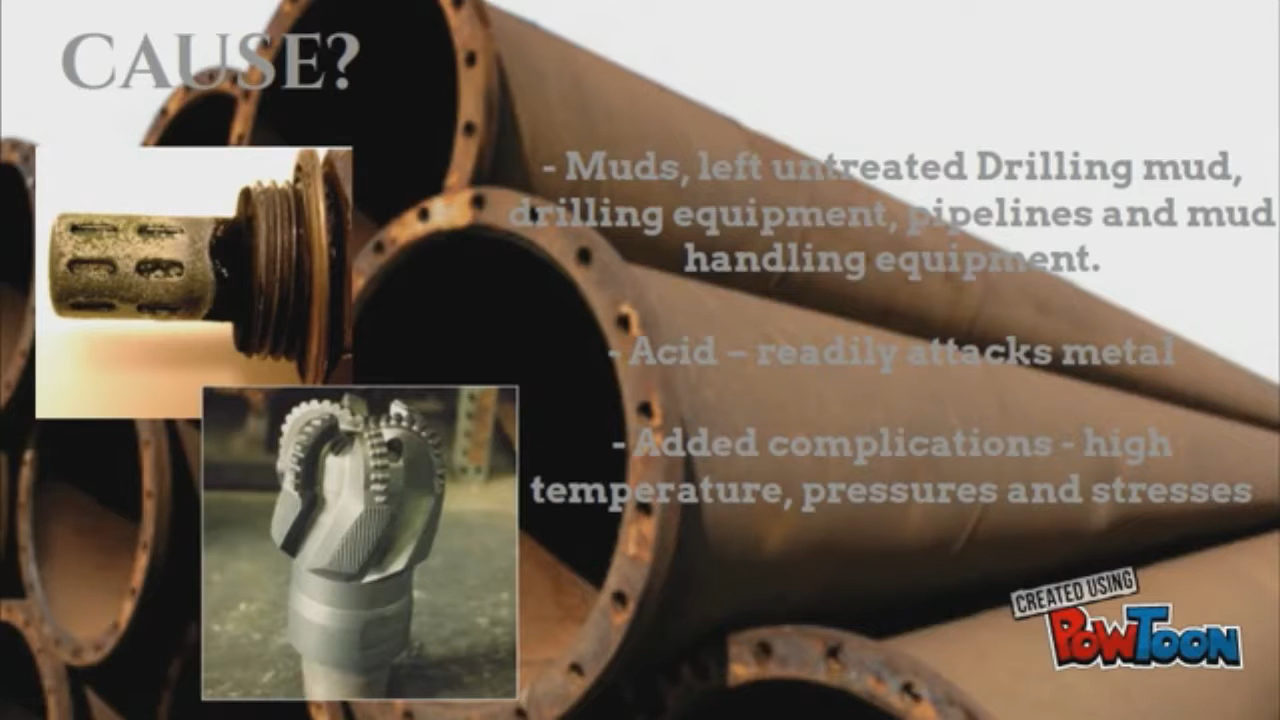 CAUSE?
- Muds, left untreated Drilling mud,
drilling equipment, pipelines and mud
handling equipment.
- Acid – readily attacks metal
- Added complications - high
temperature, pressures and stresses
CREATED USING
POWTOON